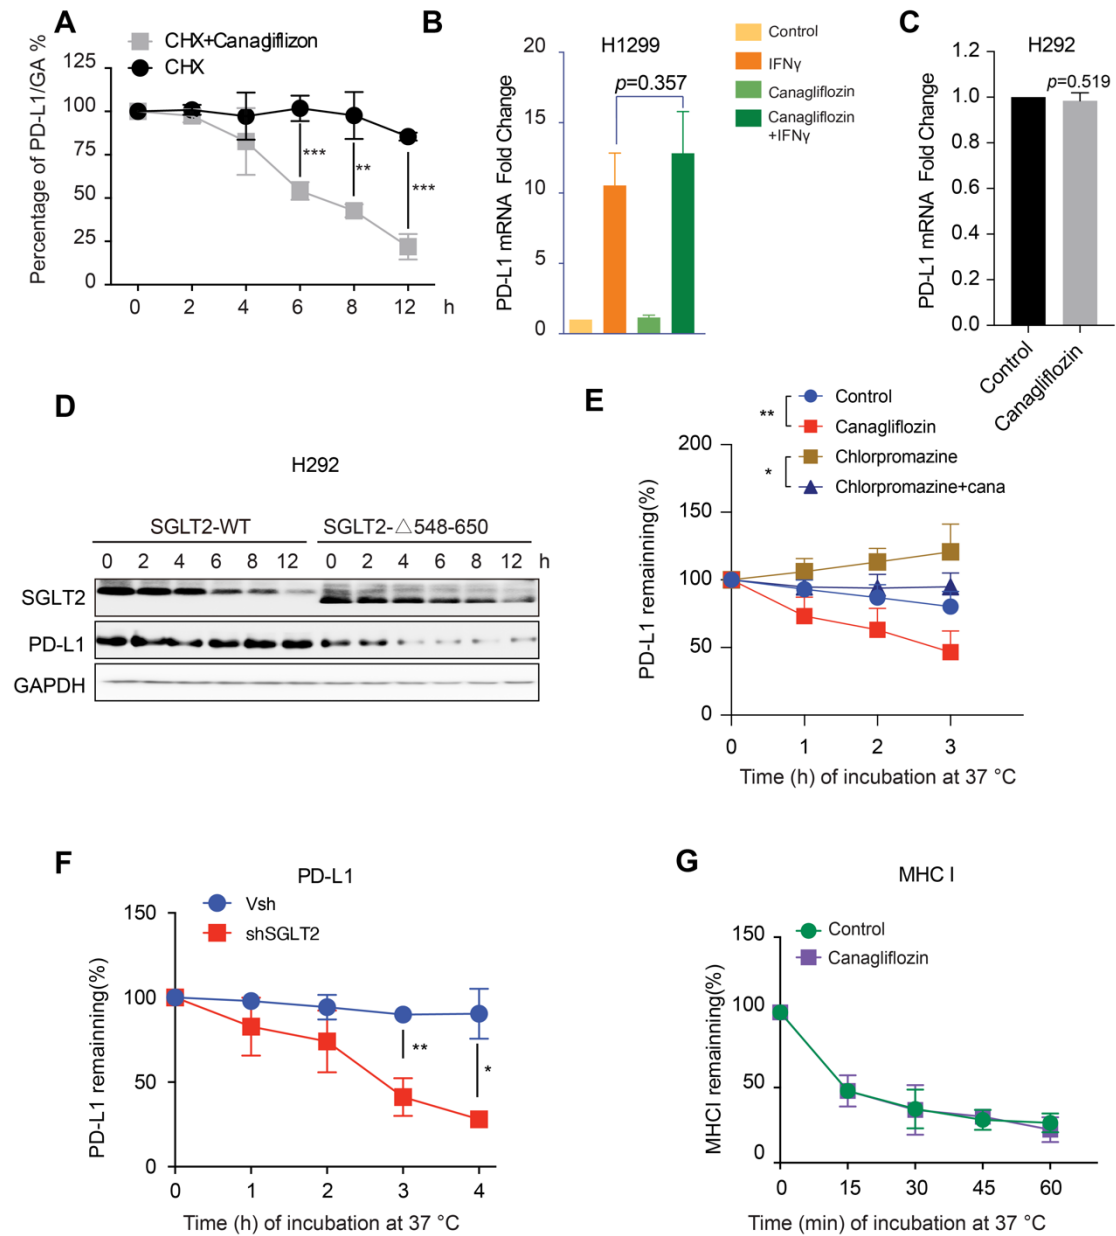 A
CHX+Canagliflizon
CHX
Percentage of PD-L1/GA %
125
100
75
50
25
0
***
**
***
0 2 4 6 8 12 h
B
H1299
PD-L1 mRNA Fold Change
20
15
10
5
0
p=0.357
Control
IFNγ
Canagliflozin
Canagliflozin
+IFNγ
C
H292
PD-L1 mRNA Fold Change
1.2
1.0
0.8
0.6
0.4
0.2
0.0
p=0.519
Control
Canagliflozin
D
H292
SGLT2-WT SGLT2-△548-650
0 2 4 6 8 12 0 2 4 6 8 12 h
SGLT2
PD-L1
GAPDH
E
Control
Canagliflozin
Chlorpromazine
Chlorpromazine+cana
**
*
PD-L1 remainning(%)
200
150
100
50
0
0 1 2 3
Time (h) of incubation at 37 °C
F
PD-L1
Vsh
shSGLT2
PD-L1 remainning(%)
150
100
50
0
**
*
0 1 2 3 4
Time (h) of incubation at 37 °C
G
MHC I
Control
Canagliflozin
MHCI remainning(%)
150
100
50
0
0 15 30 45 60
Time (min) of incubation at 37 °C